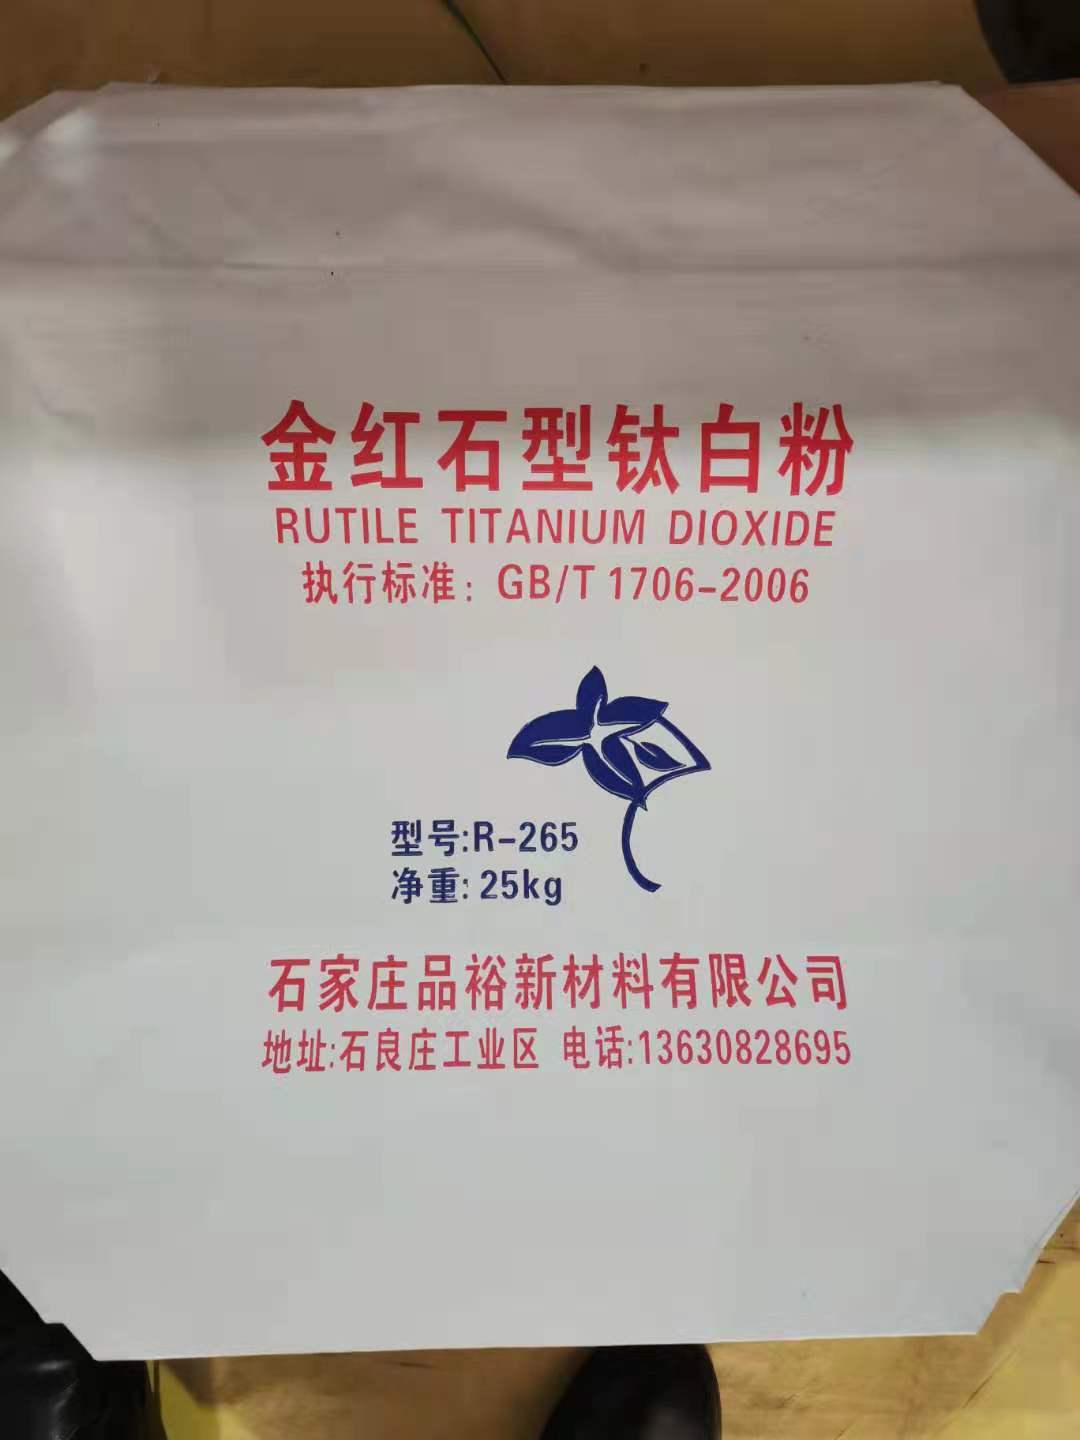 金红石型钛白粉
RUTILE TITANIUM DIOXIDE
执行标准：GB/T 1706-2006
型号:R-265
净重:25kg
石家庄品裕新材料有限公司
地址:石良庄工业区 电话:13630828695